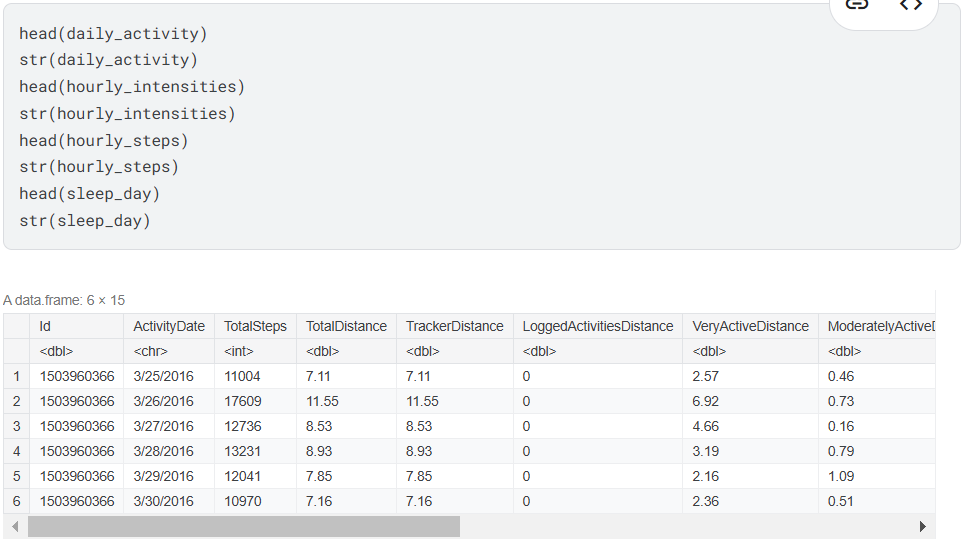 head(daily_activity)
str(daily_activity)
head(hourly_intensities)
str(hourly_intensities)
head(hourly_steps)
str(hourly_steps)
head(sleep_day)
str(sleep_day)
A data.frame: 6 × 15
Id ActivityDate TotalSteps TotalDistance TrackerDistance LoggedActivitiesDistance VeryActiveDistance ModeratelyActiveD
<dbl> <chr> <int> <dbl> <dbl> <dbl> <dbl> <dbl>
1 1503960366 3/25/2016 11004 7.11 7.11 0 2.57 0.46
2 1503960366 3/26/2016 17609 11.55 11.55 0 6.92 0.73
3 1503960366 3/27/2016 12736 8.53 8.53 0 4.66 0.16
4 1503960366 3/28/2016 13231 8.93 8.93 0 3.19 0.79
5 1503960366 3/29/2016 12041 7.85 7.85 0 2.16 1.09
6 1503960366 3/30/2016 10970 7.16 7.16 0 2.36 0.51